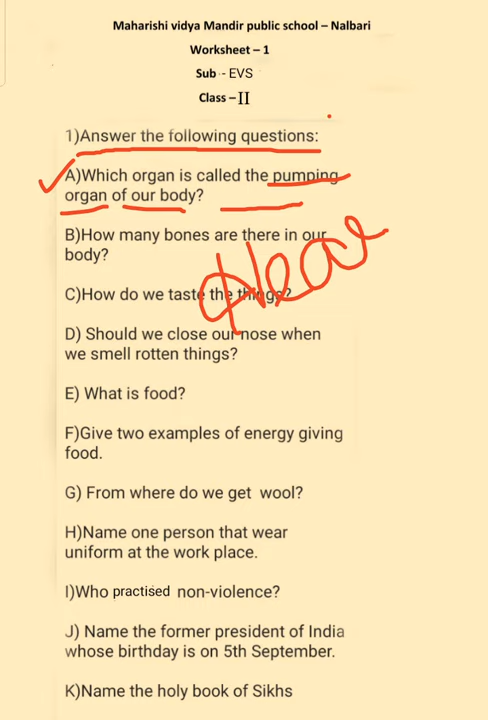 Maharishi vidya Mandir public school – Nalbari
Worksheet – 1
Sub - EVS
Class – II
1)Answer the following questions:
A)Which organ is called the pumping
organ of our body?
B)How many bones are there in our
body?
C)How do we taste the things?
D) Should we close our nose when
we smell rotten things?
E) What is food?
F)Give two examples of energy giving
food.
G) From where do we get wool?
H)Name one person that wear
uniform at the work place.
I)Who practised non-violence?
J) Name the former president of India
whose birthday is on 5th September.
K)Name the holy book of Sikhs